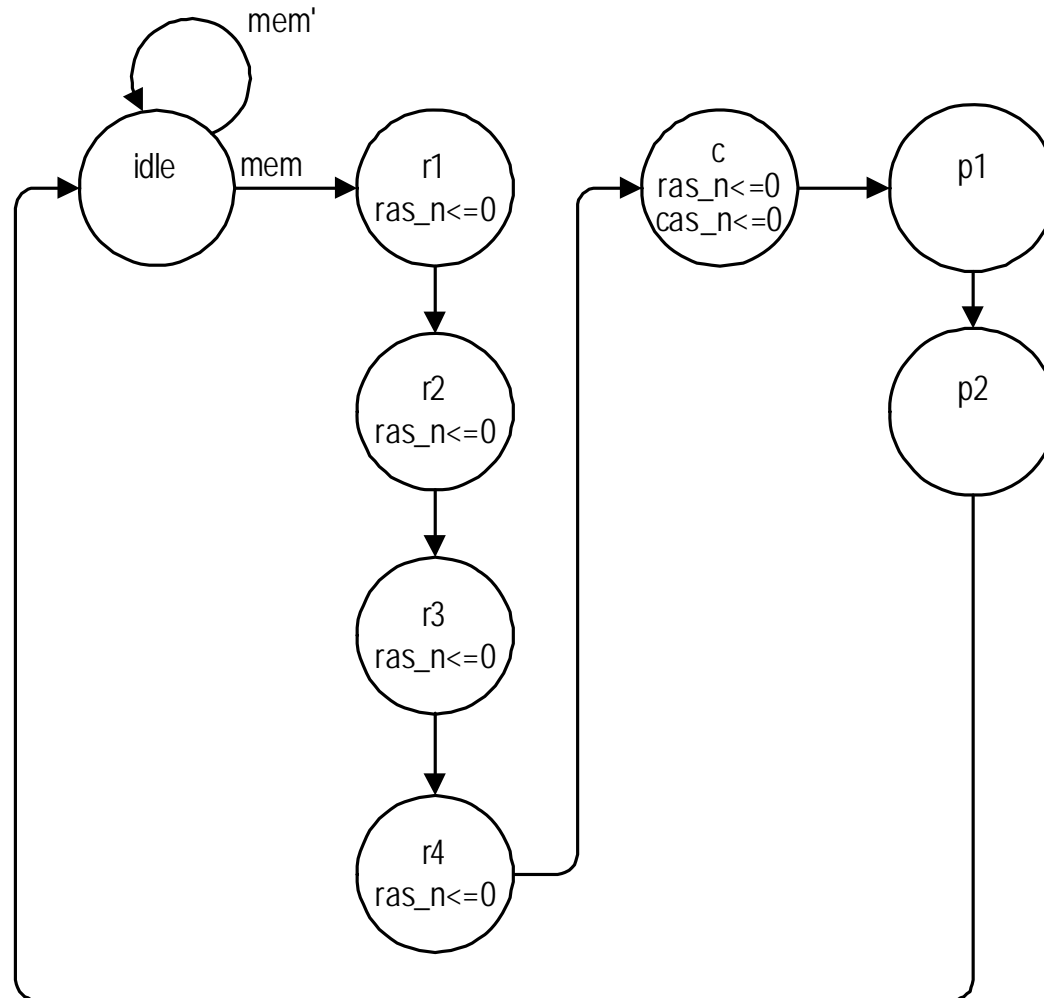 mem'
idle
mem
r1
ras_n<=0
r2
ras_n<=0
r3
ras_n<=0
r4
ras_n<=0
c
ras_n<=0
cas_n<=0
p1
p2